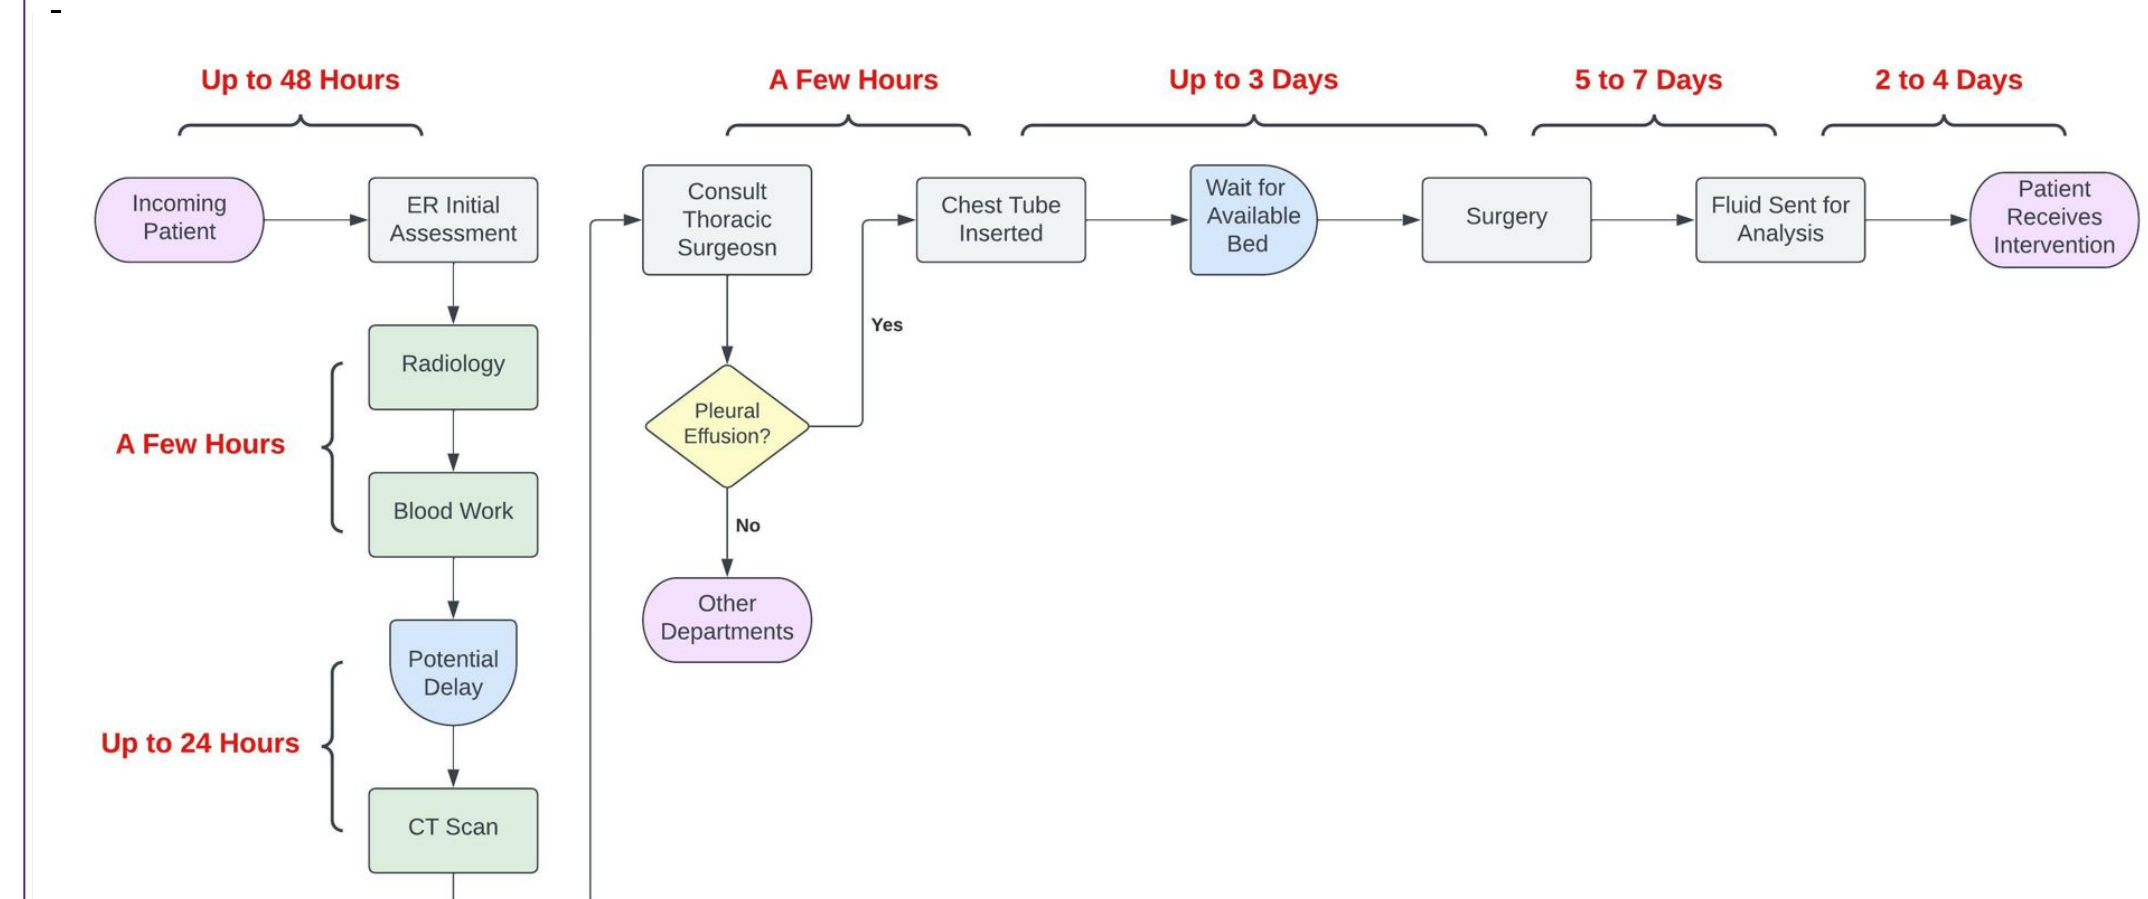 Up to 48 Hours
A Few Hours
Up to 3 Days
5 to 7 Days
2 to 4 Days
Incoming
Patient
ER Initial
Assessment
Consult
Thoracic
Surgeosn
Chest Tube
Inserted
Wait for
Available
Bed
Surgery
Fluid Sent for
Analysis
Patient
Receives
Intervention
Yes
Radiology
A Few Hours
Pleural
Effusion?
Blood Work
No
Other
Departments
Potential
Delay
Up to 24 Hours
CT Scan